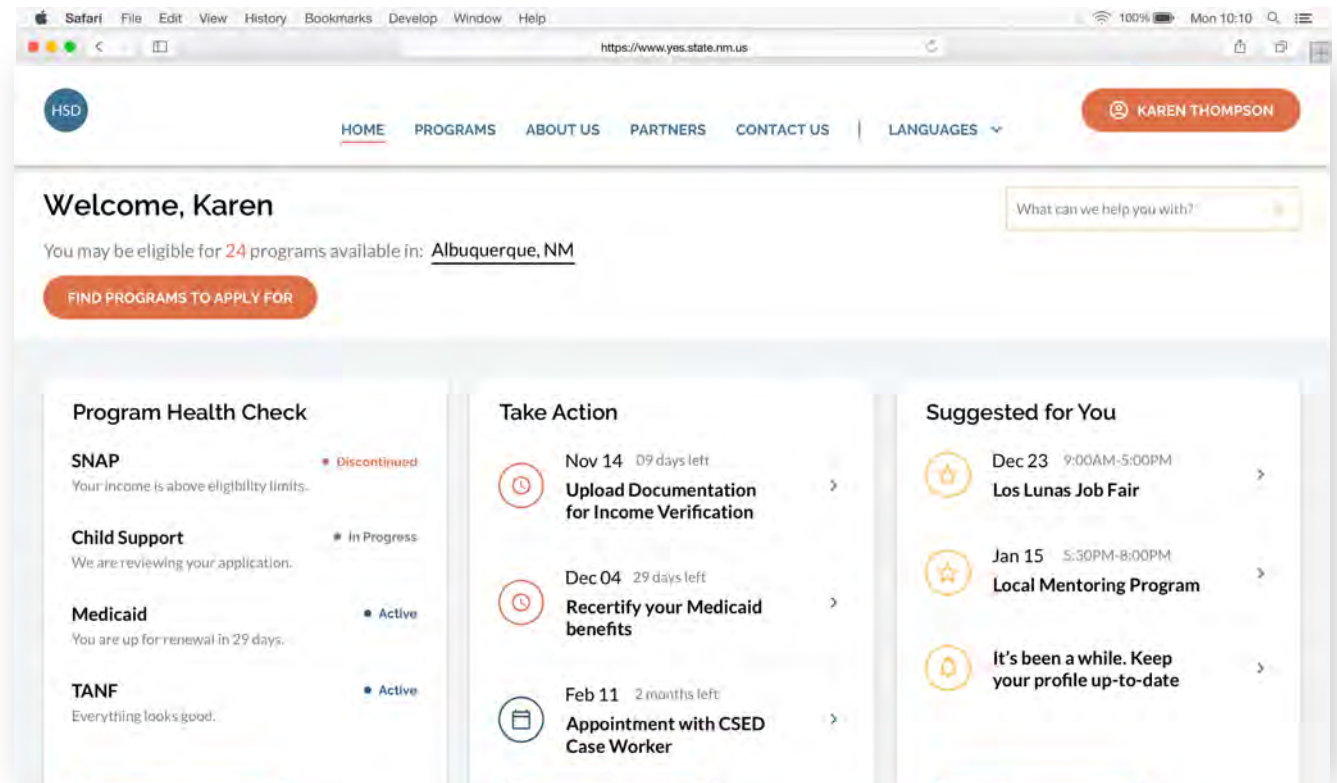 Safari File Edit View History Bookmarks Develop Window Help 100% Mon 10:10
https://www.yes.state.nm.us
HSD
HOME PROGRAMS ABOUT US PARTNERS CONTACT US | LANGUAGES
KAREN THOMPSON
Welcome, Karen
What can we help you with?
You may be eligible for 24 programs available in: Albuquerque, NM
FIND PROGRAMS TO APPLY FOR
Program Health Check
SNAP Discontinued
Your income is above eligibility limits.
Child Support In Progress
We are reviewing your application.
Medicaid Active
You are up for renewal in 29 days.
TANF Active
Everything looks good.
Take Action
Nov 14 09 days left
Upload Documentation
for Income Verification
Dec 04 29 days left
Recertify your Medicaid
benefits
Feb 11 2 months left
Appointment with CSED
Case Worker
Suggested for You
Dec 23 9:00AM-5:00PM
Los Lunas Job Fair
Jan 15 5:30PM-8:00PM
Local Mentoring Program
It's been a while. Keep
your profile up-to-date